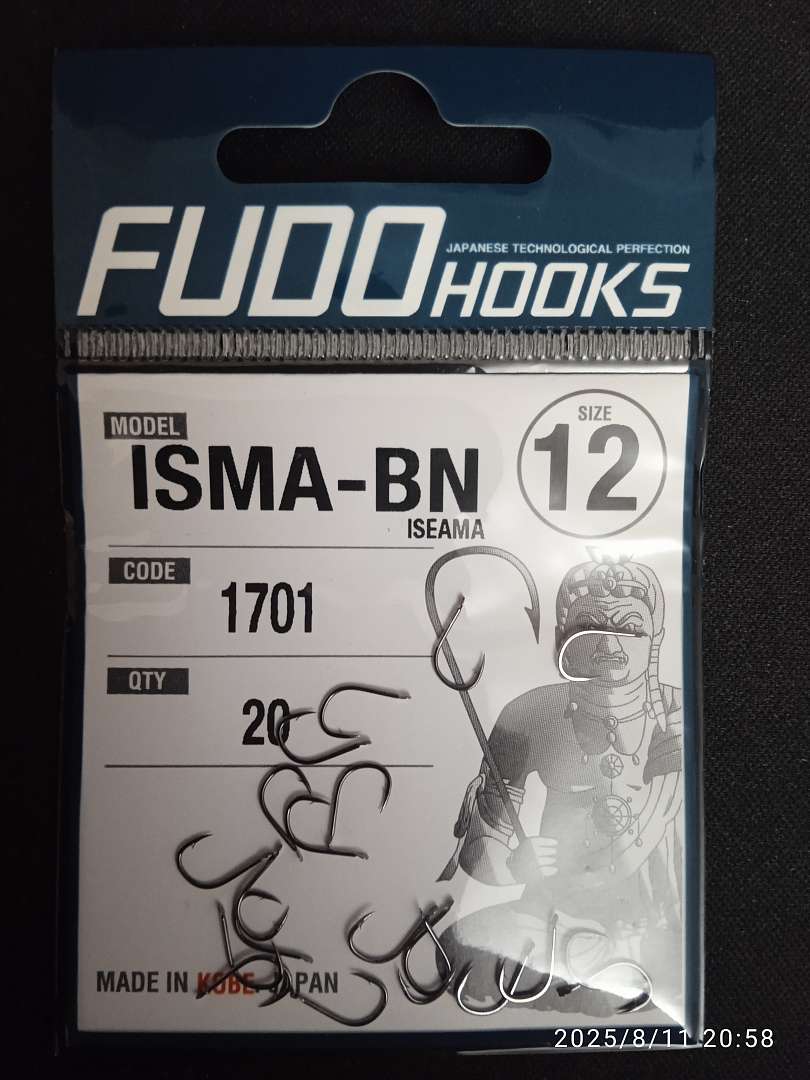 FUDO
JAPANESE TECHNOLOGICAL PERFECTION
HOOKS
MODEL
ISMA-BN
ISEAMA
SIZE
12
CODE
1701
QTY
20
MADE IN KOBE, JAPAN
2025/8/11 20:58